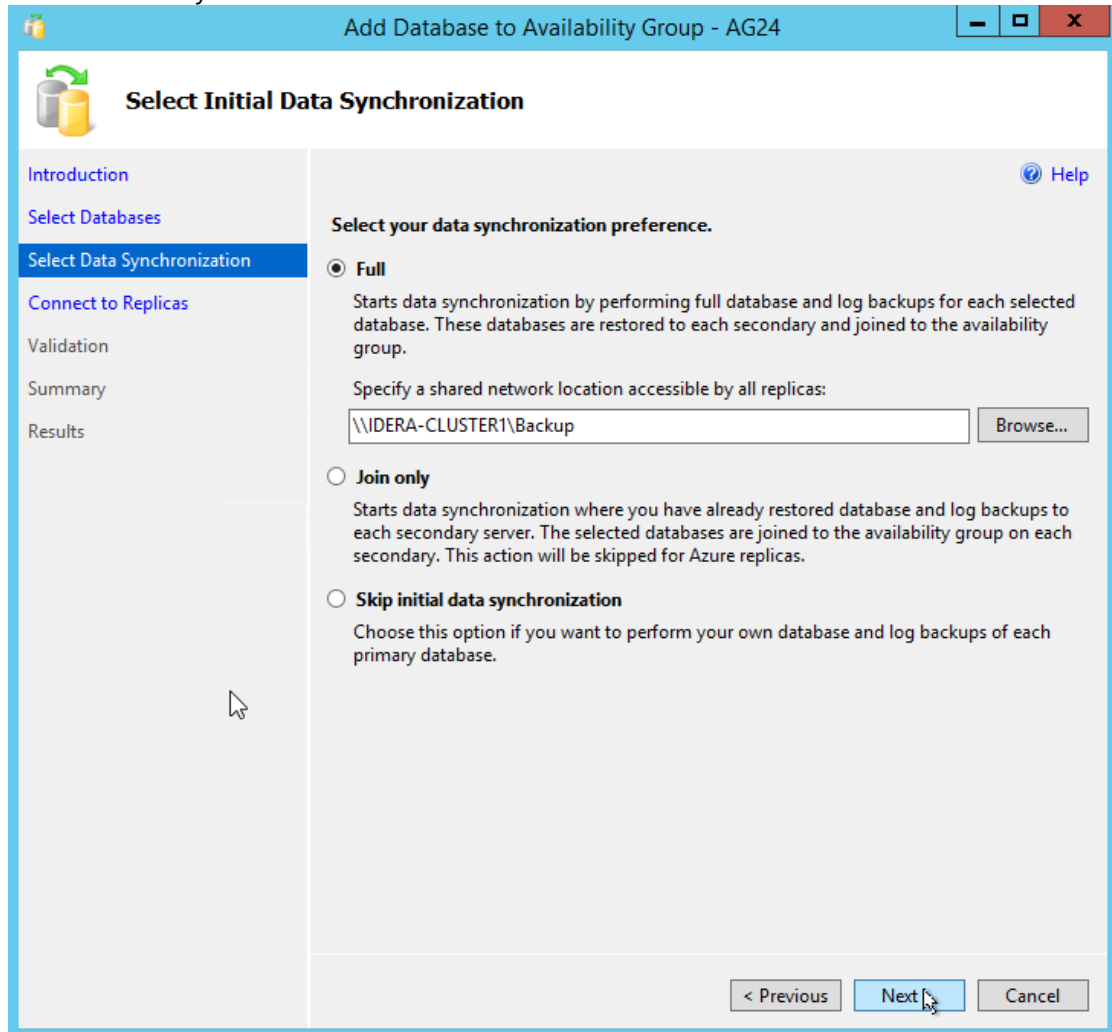 Add Database to Availability Group - AG24
Select Initial Data Synchronization
Introduction
Select Databases
Select Data Synchronization
Connect to Replicas
Validation
Summary
Results
Help
Select your data synchronization preference.
Full
Starts data synchronization by performing full database and log backups for each selected
database. These databases are restored to each secondary and joined to the availability
group.
Specify a shared network location accessible by all replicas:
\\IDERA-CLUSTER1\Backup
Browse...
Join only
Starts data synchronization where you have already restored database and log backups to
each secondary server. The selected databases are joined to the availability group on each
secondary. This action will be skipped for Azure replicas.
Skip initial data synchronization
Choose this option if you want to perform your own database and log backups of each
primary database.
< Previous
Next
Cancel